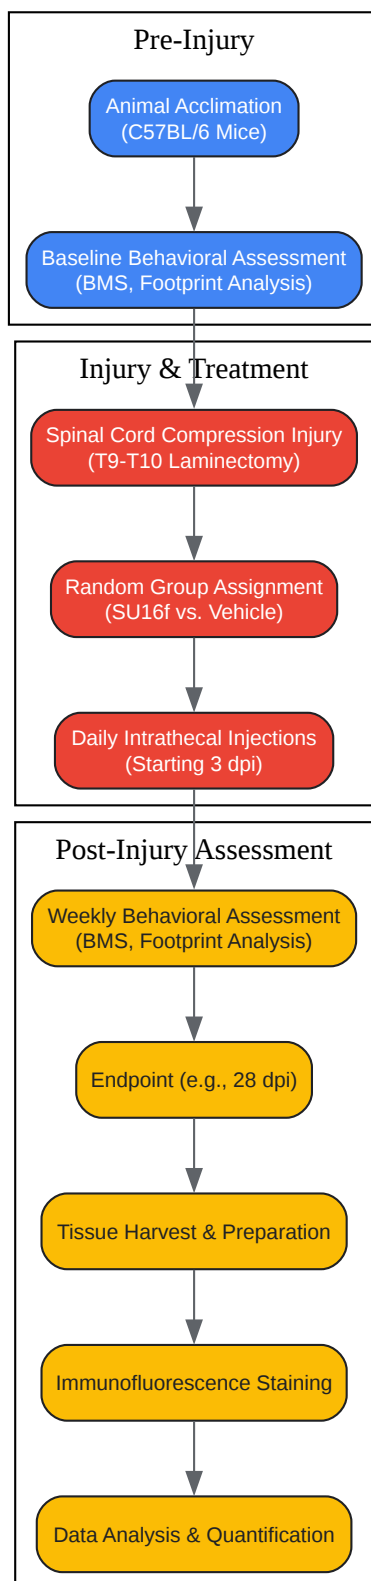 Pre-Injury
Animal Acclimation
(C57BL/6 Mice)
Baseline Behavioral Assessment
(BMS, Footprint Analysis)
Injury & Treatment
Spinal Cord Compression Injury
(T9-T10 Laminectomy)
Random Group Assignment
(SU16f vs. Vehicle)
Daily Intrathecal Injections
(Starting 3 dpi)
Post-Injury Assessment
Weekly Behavioral Assessment
(BMS, Footprint Analysis)
Endpoint (e.g., 28 dpi)
Tissue Harvest & Preparation
Immunofluorescence Staining
Data Analysis & Quantification